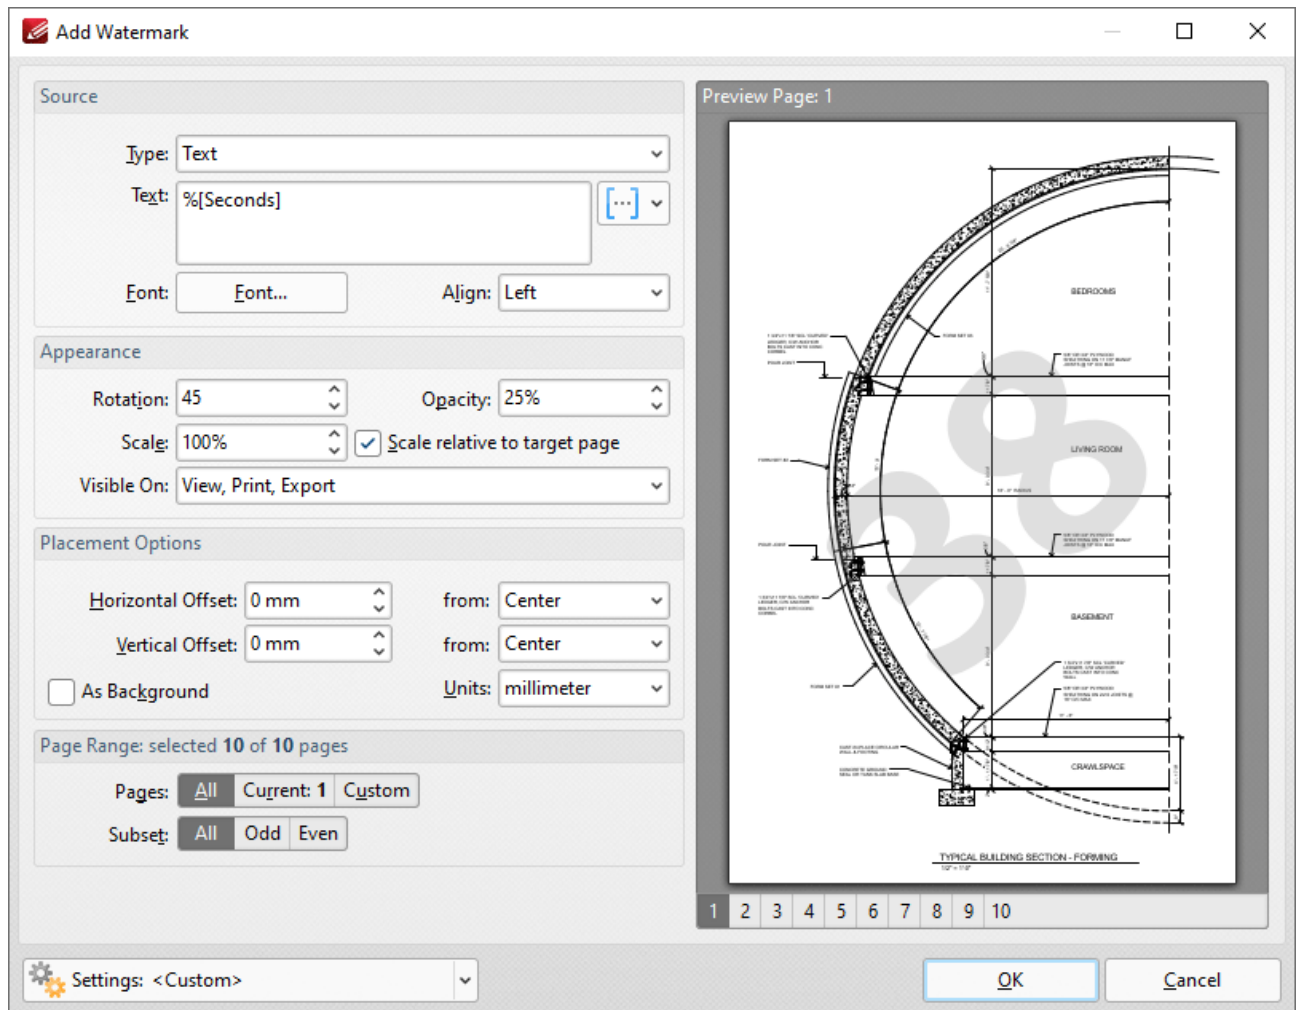 Add Watermark
Source
Type: Text
Text: %[Seconds]
Font: Font... Align: Left
Appearance
Rotation: 45 Opacity: 25%
Scale: 100% Scale relative to target page
Visible On: View, Print, Export
Placement Options
Horizontal Offset: 0 mm from: Center
Vertical Offset: 0 mm from: Center
As Background Units: millimeter
Page Range: selected 10 of 10 pages
Pages: All Current: 1 Custom
Subset: All Odd Even
Preview Page: 1
BEDROOMS
LIVING ROOM
38
BASEMENT
CRAWLSPACE
TYPICAL BUILDING SECTION - FORMING
1 2 3 4 5 6 7 8 9 10
Settings: <Custom>
OK Cancel